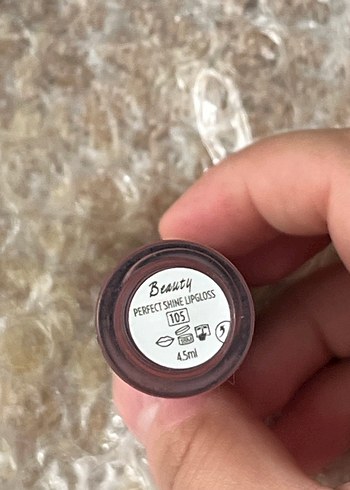 Beauty
PERFECT SHINE LIPGLOSS
105
4.5ml